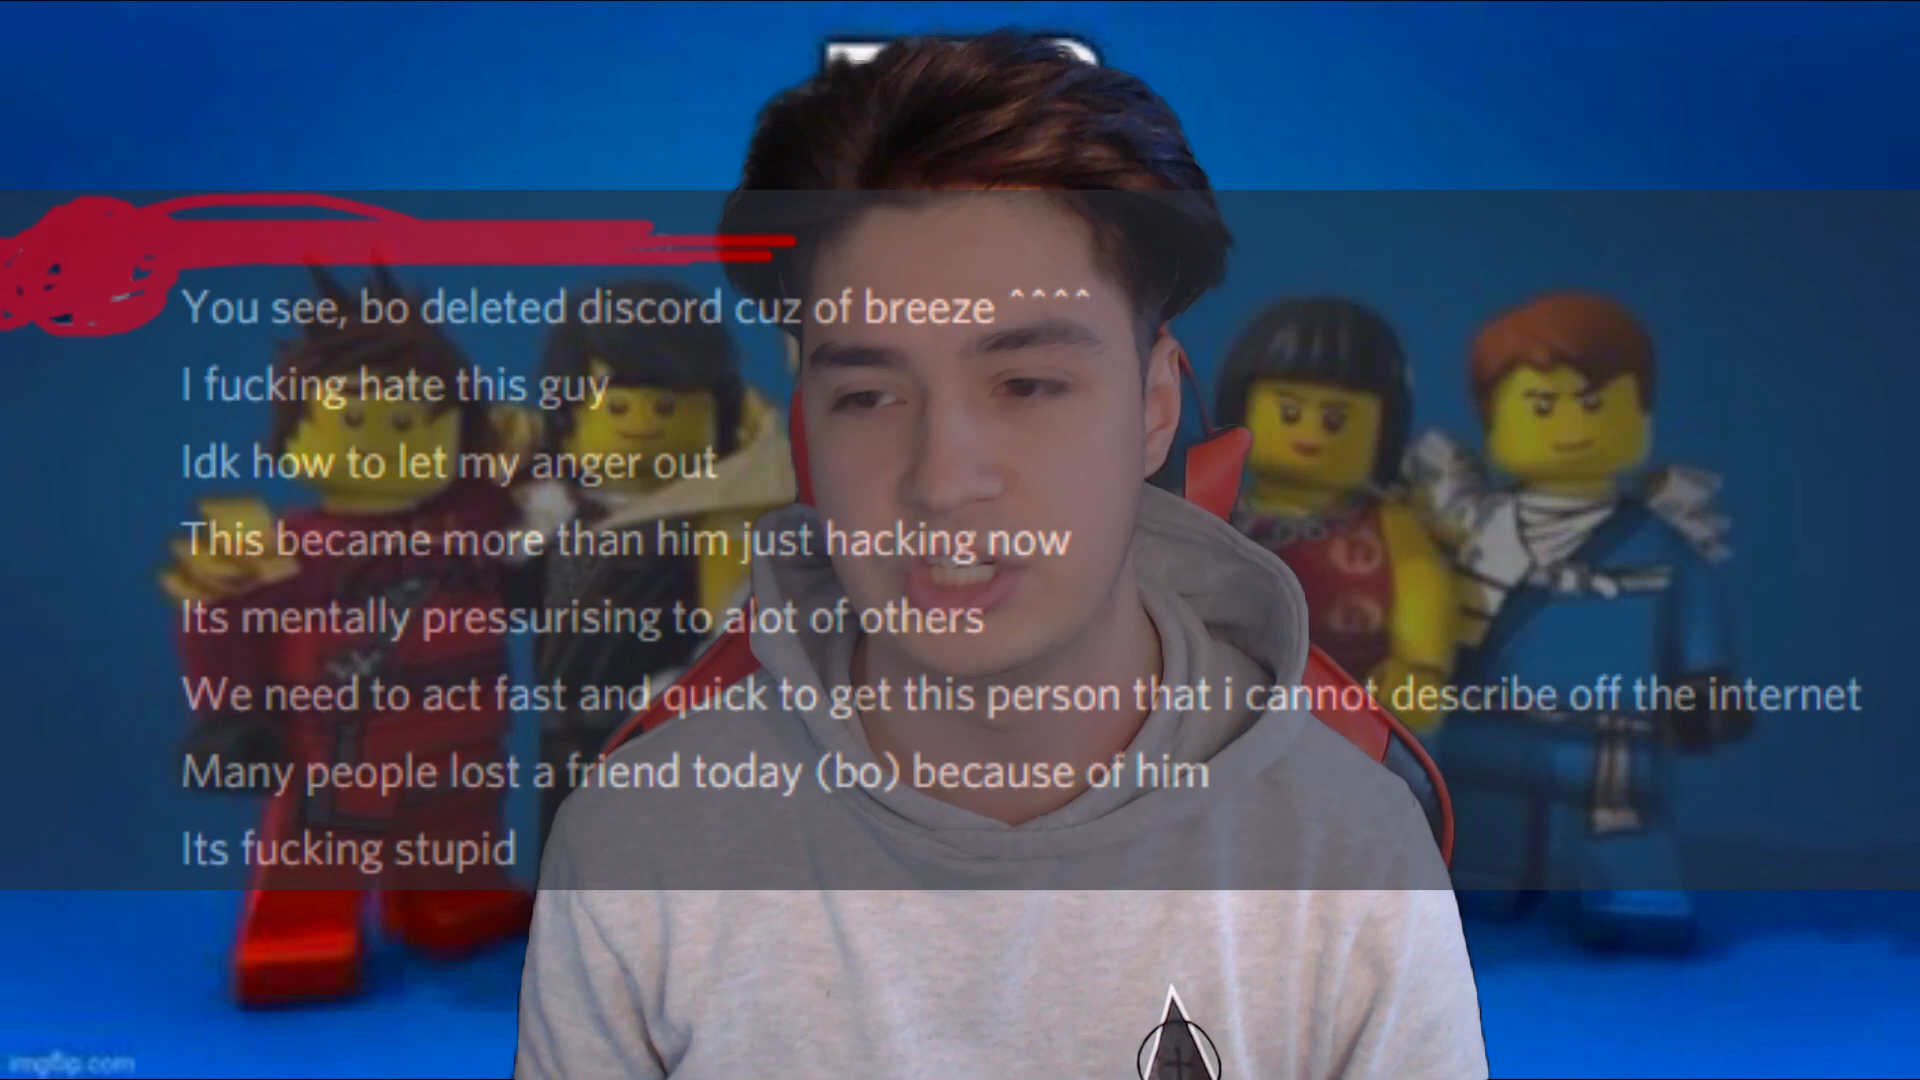 You see, bo deleted discord cuz of breeze ^^^^
I fucking hate this guy
Idk how to let my anger out
This became more than him just hacking now
Its mentally pressurising to alot of others
We need to act fast and quick to get this person that i cannot describe off the internet
Many people lost a friend today (bo) because of him
Its fucking stupid
imgflip.com